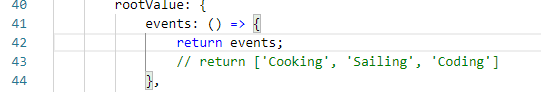 40 rootValue: {
41 events: () => {
42 return events;
43 // return ['Cooking', 'Sailing', 'Coding']
44 },